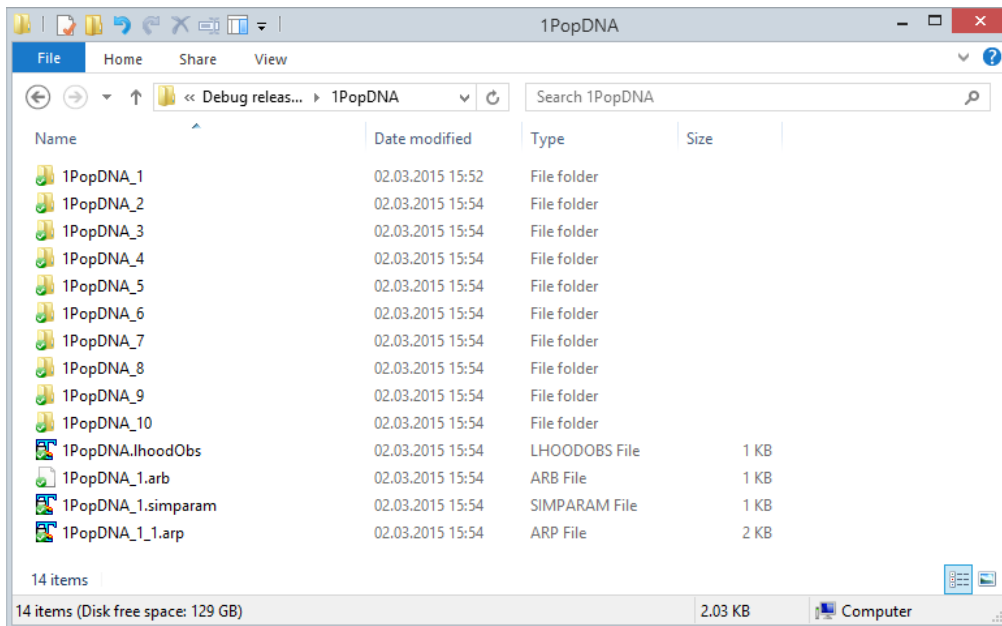 1PopDNA
File Home Share View
« Debug releas... 1PopDNA Search 1PopDNA
Name Date modified Type Size
1PopDNA_1 02.03.2015 15:52 File folder
1PopDNA_2 02.03.2015 15:54 File folder
1PopDNA_3 02.03.2015 15:54 File folder
1PopDNA_4 02.03.2015 15:54 File folder
1PopDNA_5 02.03.2015 15:54 File folder
1PopDNA_6 02.03.2015 15:54 File folder
1PopDNA_7 02.03.2015 15:54 File folder
1PopDNA_8 02.03.2015 15:54 File folder
1PopDNA_9 02.03.2015 15:54 File folder
1PopDNA_10 02.03.2015 15:54 File folder
1PopDNA.lhoodObs 02.03.2015 15:54 LHOODOBS File 1 KB
1PopDNA_1.arb 02.03.2015 15:54 ARB File 1 KB
1PopDNA_1.simparam 02.03.2015 15:54 SIMPARAM File 1 KB
1PopDNA_1_1.arp 02.03.2015 15:54 ARP File 2 KB
14 items
14 items (Disk free space: 129 GB) 2.03 KB Computer